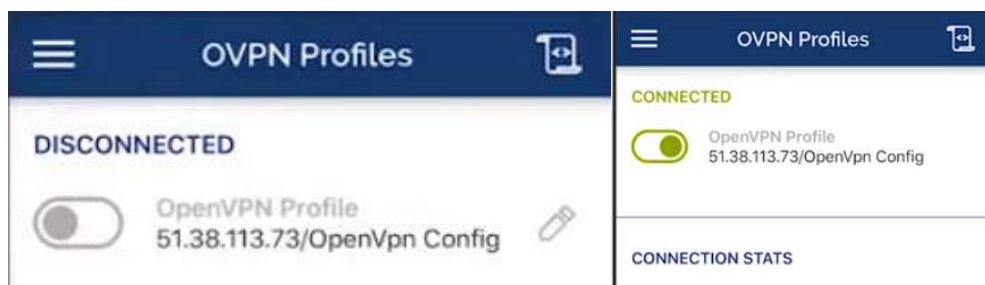 OVPN Profiles
DISCONNECTED
OpenVPN Profile
51.38.113.73/OpenVpn Config
OVPN Profiles
CONNECTED
OpenVPN Profile
51.38.113.73/OpenVpn Config
CONNECTION STATS